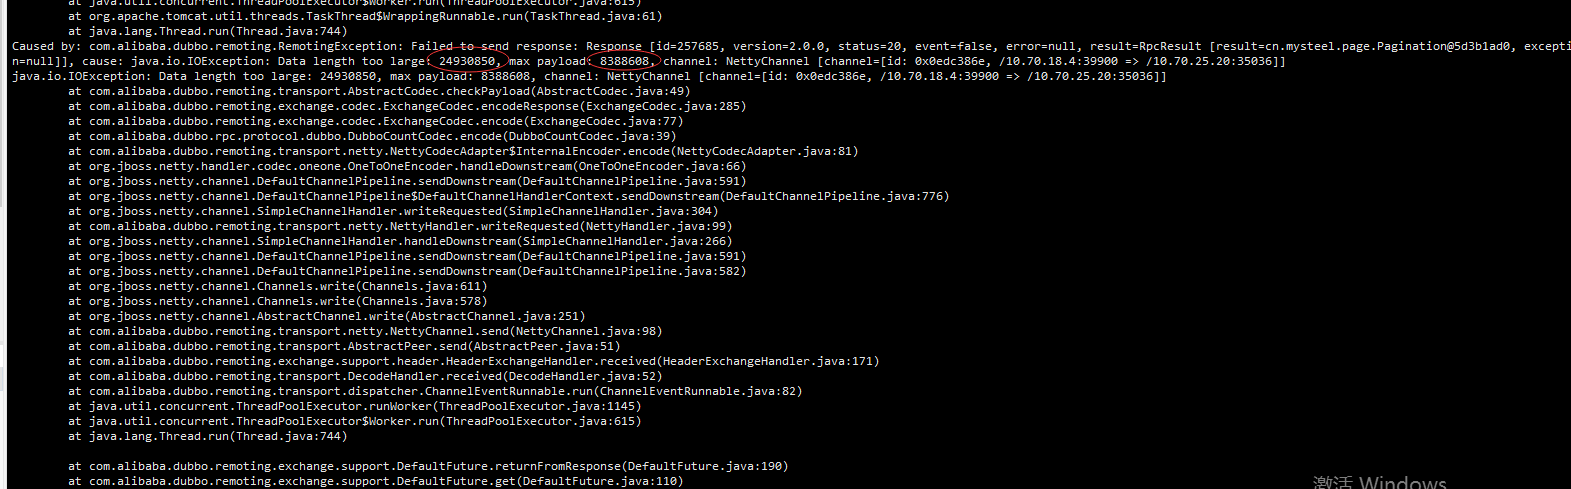 at java.util.concurrent.ThreadPoolExecutor$Worker.run(ThreadPoolExecutor.java:615)
at org.apache.tomcat.util.threads.TaskThread$WrappingRunnable.run(TaskThread.java:61)
at java.lang.Thread.run(Thread.java:744)
Caused by: com.alibaba.dubbo.remoting.RemotingException: Failed to send response: Response [id=257685, version=2.0.0, status=20, event=false, error=null, result=RpcResult [result=cn.mysteel.page.Pagination@5d3b1ad0, excepti
n=null]], cause: java.io.IOException: Data length too large: 24930850, max payload: 8388608, channel: NettyChannel [channel=[id: 0x0edc386e, /10.70.18.4:39900 => /10.70.25.20:35036]]
java.io.IOException: Data length too large: 24930850, max payload: 8388608, channel: NettyChannel [channel=[id: 0x0edc386e, /10.70.18.4:39900 => /10.70.25.20:35036]]
at com.alibaba.dubbo.remoting.transport.AbstractCodec.checkPayload(AbstractCodec.java:49)
at com.alibaba.dubbo.remoting.exchange.codec.ExchangeCodec.encodeResponse(ExchangeCodec.java:285)
at com.alibaba.dubbo.remoting.exchange.codec.ExchangeCodec.encode(ExchangeCodec.java:77)
at com.alibaba.dubbo.rpc.protocol.dubbo.DubboCountCodec.encode(DubboCountCodec.java:39)
at com.alibaba.dubbo.remoting.transport.netty.NettyCodecAdapter$InternalEncoder.encode(NettyCodecAdapter.java:81)
at org.jboss.netty.handler.codec.oneone.OneToOneEncoder.handleDownstream(OneToOneEncoder.java:66)
at org.jboss.netty.channel.DefaultChannelPipeline.sendDownstream(DefaultChannelPipeline.java:591)
at org.jboss.netty.channel.DefaultChannelPipeline$DefaultChannelHandlerContext.sendDownstream(DefaultChannelPipeline.java:776)
at org.jboss.netty.channel.SimpleChannelHandler.writeRequested(SimpleChannelHandler.java:304)
at com.alibaba.dubbo.remoting.transport.netty.NettyHandler.writeRequested(NettyHandler.java:99)
at org.jboss.netty.channel.SimpleChannelHandler.handleDownstream(SimpleChannelHandler.java:266)
at org.jboss.netty.channel.DefaultChannelPipeline.sendDownstream(DefaultChannelPipeline.java:591)
at org.jboss.netty.channel.DefaultChannelPipeline.sendDownstream(DefaultChannelPipeline.java:582)
at org.jboss.netty.channel.Channels.write(Channels.java:611)
at org.jboss.netty.channel.Channels.write(Channels.java:578)
at org.jboss.netty.channel.AbstractChannel.write(AbstractChannel.java:251)
at com.alibaba.dubbo.remoting.transport.netty.NettyChannel.send(NettyChannel.java:98)
at com.alibaba.dubbo.remoting.transport.AbstractPeer.send(AbstractPeer.java:51)
at com.alibaba.dubbo.remoting.exchange.support.header.HeaderExchangeHandler.received(HeaderExchangeHandler.java:171)
at com.alibaba.dubbo.remoting.transport.DecodeHandler.received(DecodeHandler.java:52)
at com.alibaba.dubbo.remoting.transport.dispatcher.ChannelEventRunnable.run(ChannelEventRunnable.java:82)
at java.util.concurrent.ThreadPoolExecutor.runWorker(ThreadPoolExecutor.java:1145)
at java.util.concurrent.ThreadPoolExecutor$Worker.run(ThreadPoolExecutor.java:615)
at java.lang.Thread.run(Thread.java:744)
at com.alibaba.dubbo.remoting.exchange.support.DefaultFuture.returnFromResponse(DefaultFuture.java:190)
at com.alibaba.dubbo.remoting.exchange.support.DefaultFuture.get(DefaultFuture.java:110)
激活 Windows